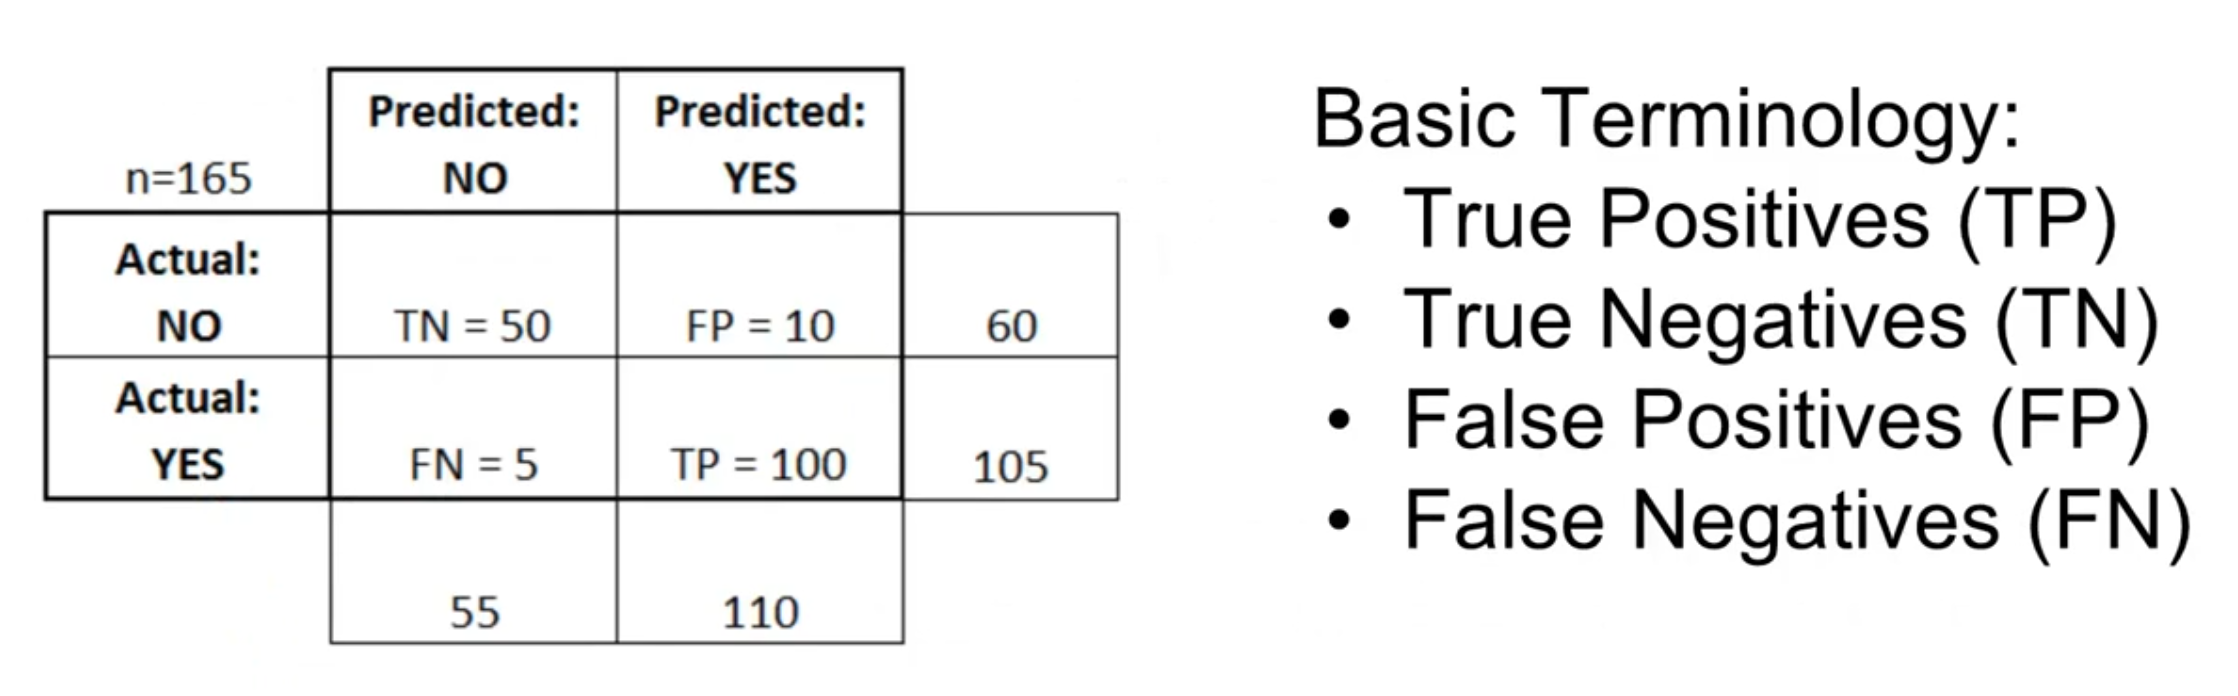 Predicted: Predicted:
n=165 NO YES
Actual:
NO TN = 50 FP = 10 60
Actual:
YES FN = 5 TP = 100 105
55 110
Basic Terminology:
• True Positives (TP)
• True Negatives (TN)
• False Positives (FP)
• False Negatives (FN)